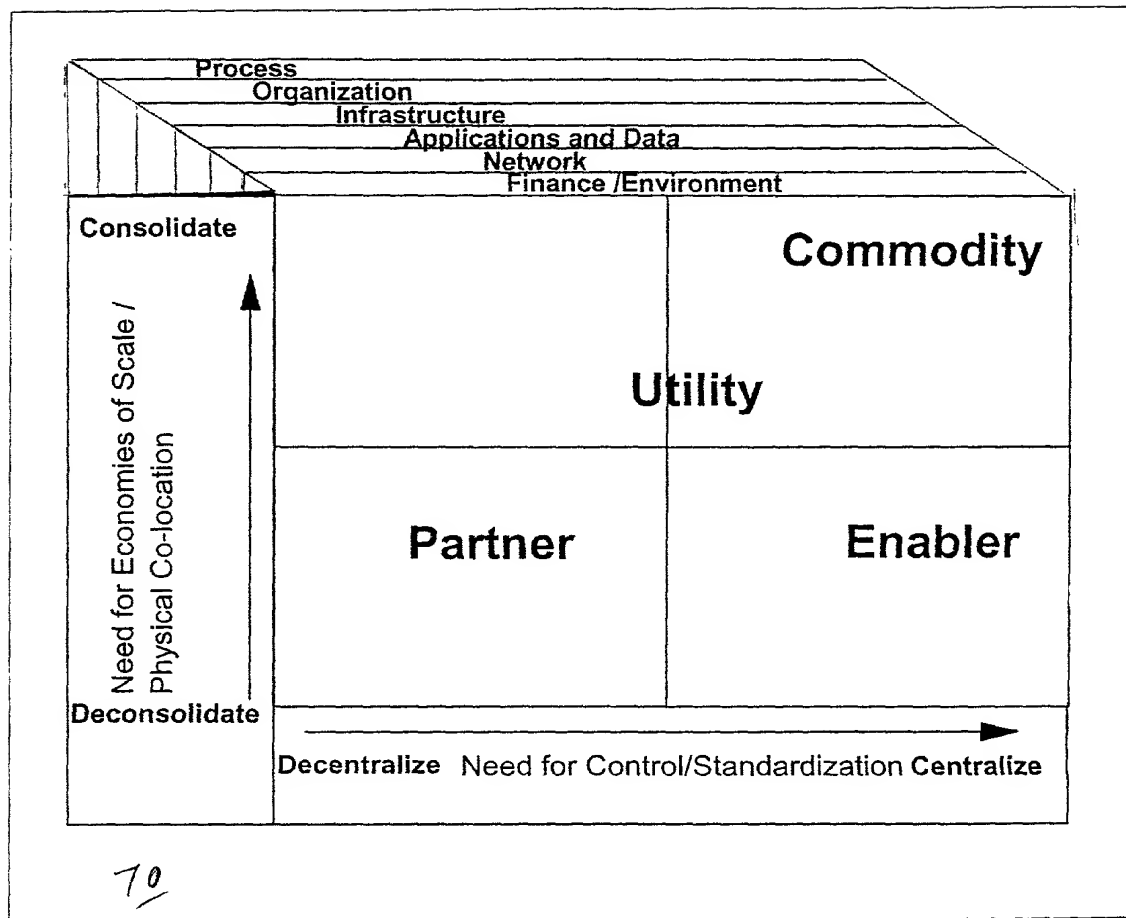 Process
Organization
Infrastructure
Applications and Data
Network
Finance /Environment
Consolidate
Need for Economies of Scale /
Physical Co-location
Deconsolidate
Commodity
Utility
Partner
Enabler
Decentralize Need for Control/Standardization Centralize
70